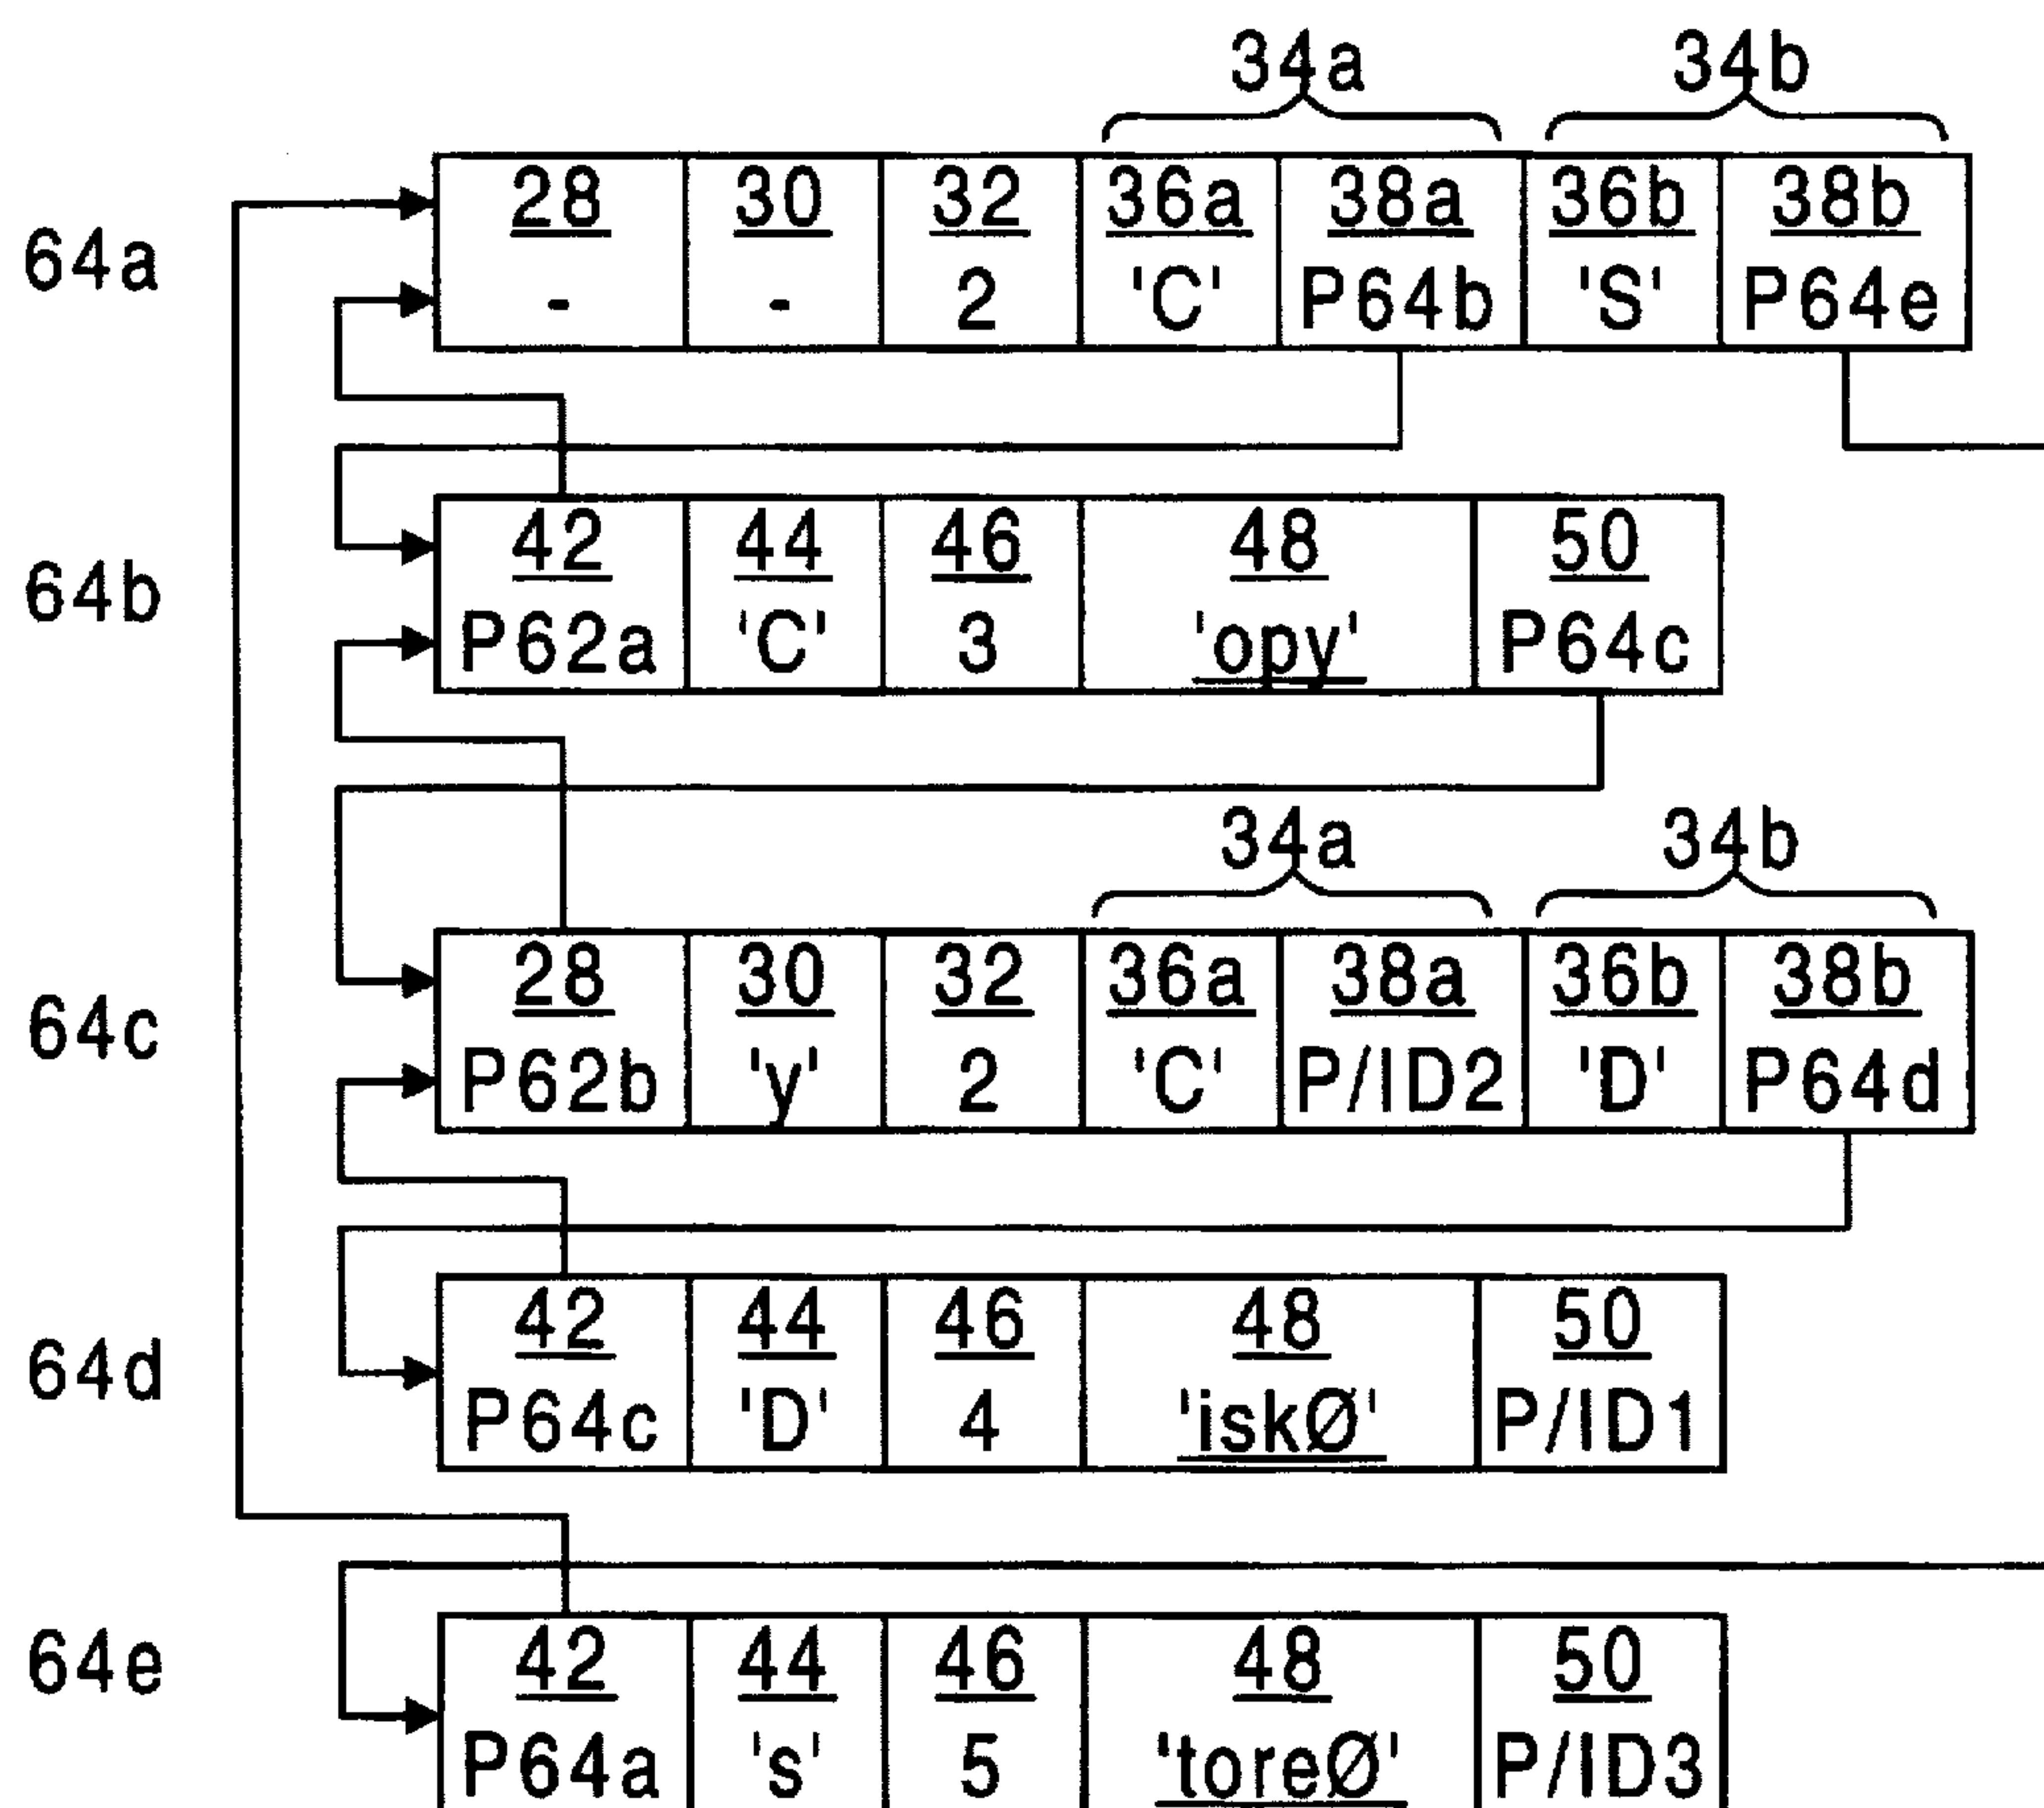 34a 34b
28 30 32 36a 38a 36b 38b
64a
- - 2 'C' P64b 'S' P64e
42 44 46 48 50
64b
P62a 'C' 3 'opy' P64c
34a 34b
28 30 32 36a 38a 36b 38b
64c
P62b 'y' 2 'C' P/ID2 'D' P64d
42 44 46 48 50
64d
P64c 'D' 4 'iskØ' P/ID1
42 44 46 48 50
64e
P64a 's' 5 'toreØ' P/ID3